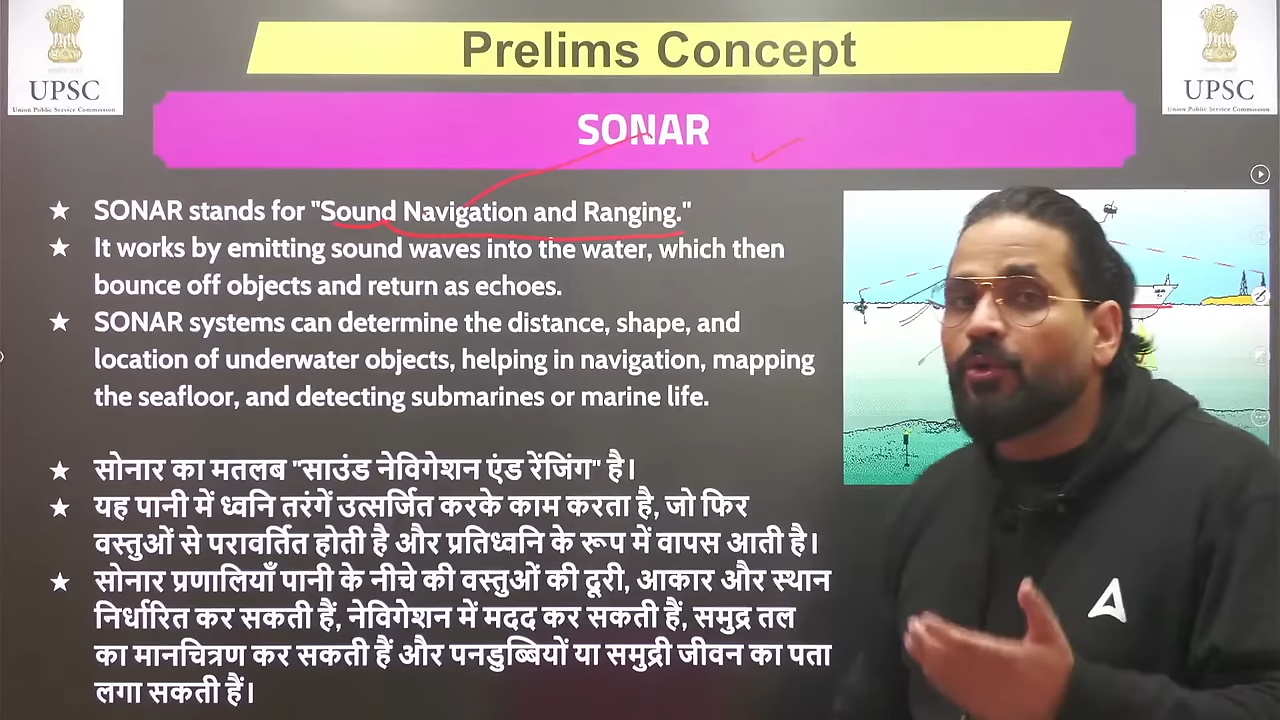 UPSC
Union Public Service Commission
Prelims Concept
UPSC
Union Public Service Commission
SONAR
★ SONAR stands for "Sound Navigation and Ranging."
★ It works by emitting sound waves into the water, which then
bounce off objects and return as echoes.
★ SONAR systems can determine the distance, shape, and
location of underwater objects, helping in navigation, mapping
the seafloor, and detecting submarines or marine life.
★ सोनार का मतलब "साउंड नेविगेशन एंड रेंजिंग" है।
★ यह पानी में ध्वनि तरंगें उत्सर्जित करके काम करता है, जो फिर
वस्तुओं से परावर्तित होती है और प्रतिध्वनि के रूप में वापस आती है।
★ सोनार प्रणालियाँ पानी के नीचे की वस्तुओं की दूरी, आकार और स्थान
निर्धारित कर सकती हैं, नेविगेशन में मदद कर सकती हैं, समुद्र तल
का मानचित्रण कर सकती हैं और पनडुब्बियों या समुद्री जीवन का पता
लगा सकती हैं।